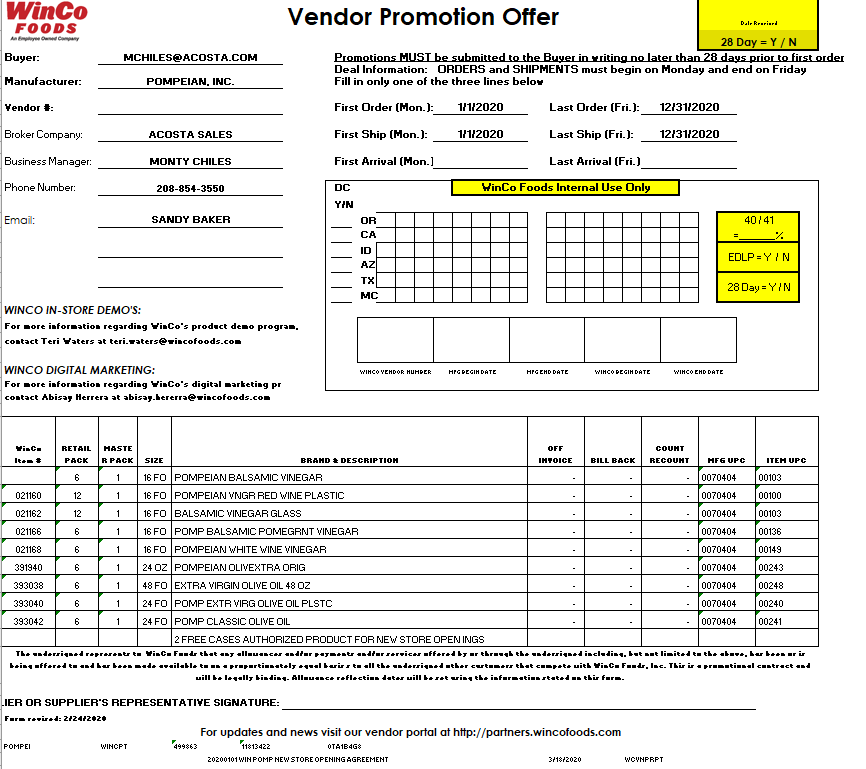 WinCo
FOODS
An Employee Owned Company
Vendor Promotion Offer
Date Received
28 Day = Y / N
Buyer: MCHILES@ACOSTA.COM
Promotions MUST be submitted to the Buyer in writing no later than 28 days prior to first order
Deal Information: ORDERS and SHIPMENTS must begin on Monday and end on Friday
Manufacturer: POMPEIAN, INC.
Fill in only one of the three lines below
Vendor #:
First Order (Mon.): 1/1/2020 Last Order (Fri.): 12/31/2020
Broker Company: ACOSTA SALES
First Ship (Mon.): 1/1/2020 Last Ship (Fri.): 12/31/2020
Business Manager: MONTY CHILES
First Arrival (Mon.) Last Arrival (Fri.)
Phone Number: 208-854-3550
Email: SANDY BAKER
DC WinCo Foods Internal Use Only
Y/N
OR
CA
ID
AZ
TX
MC
40/41
=______%
EDLP = Y / N
28 Day = Y / N
WINCO VENDOR NUMBER MFG BEGIN DATE MFG END DATE WINCO BEGIN DATE WINCO END DATE
WINCO IN-STORE DEMO'S:
For more information regarding WinCo's product demo program,
contact Teri Waters at teri.waters@wincofoods.com
WINCO DIGITAL MARKETING:
For more information regarding WinCo's digital marketing pr
contact Abisay Herrera at abisay.hererra@wincofoods.com
WinCo Item # RETAIL PACK MASTE R PACK SIZE BRAND & DESCRIPTION OFF INVOICE BILL BACK COUNT RECOUNT MFG UPC ITEM UPC
6 1 16 FO POMPEIAN BALSAMIC VINEGAR - - - 0070404 00103
021160 12 1 16 FO POMPEIAN VNGR RED WINE PLASTIC - - - 0070404 00100
021162 12 1 16 FO BALSAMIC VINEGAR GLASS - - - 0070404 00103
021166 6 1 16 FO POMP BALSAMIC POMEGRNT VINEGAR - - - 0070404 00136
021168 6 1 16 FO POMPEIAN WHITE WINE VINEGAR - - - 0070404 00149
391940 6 1 24 OZ POMPEIAN OLIVEXTRA ORIG - - - 0070404 00243
393038 6 1 48 FO EXTRA VIRGIN OLIVE OIL 48 OZ - - - 0070404 00248
393040 6 1 24 FO POMP EXTR VIRG OLIVE OIL PLSTC - - - 0070404 00240
393042 6 1 24 FO POMP CLASSIC OLIVE OIL - - - 0070404 00241
2 FREE CASES AUTHORIZED PRODUCT FOR NEW STORE OPENINGS
The undersigned represents to WinCo Foods that any allowances and/or payments and/or services offered by or through the undersigned including, but not limited to the above, has been or is
being offered to and has been made available to on a proportionately equal basis to all the undersigned other customers that compete with WinCo Foods, Inc. This is a promotional contract and
will be legally binding. Allowance reflection dates will be set using the information stated on this form.
IER OR SUPPLIER'S REPRESENTATIVE SIGNATURE:
Form revised: 2/24/2020
For updates and news visit our vendor portal at http://partners.wincofoods.com
POMPEI WINCPT 499863 11813422 0TA1B4G8
20200101 WIN POMP NEW STORE OPENING AGREEMENT 3/18/2020 WCVNPRPT